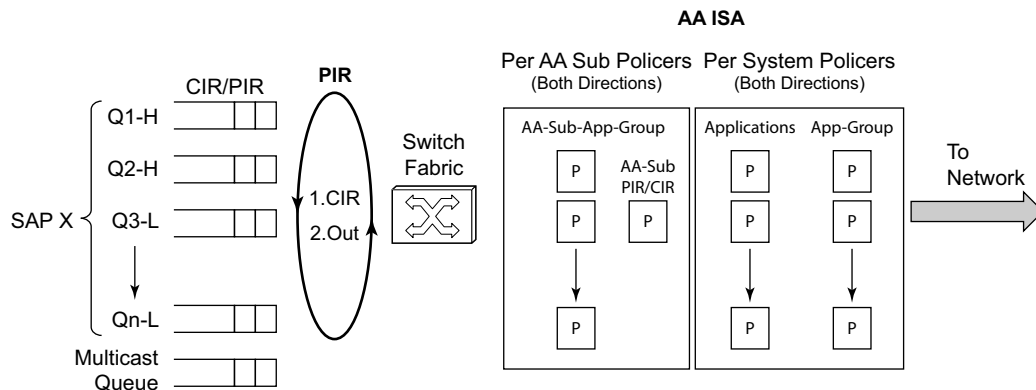 AA ISA
Per AA Sub Policers
(Both Directions)
Per System Policers
(Both Directions)
CIR/PIR
PIR
SAP X
Q1-H
Q2-H
Q3-L
Qn-L
Multicast
Queue
1.CIR
2.Out
Switch
Fabric
AA-Sub-App-Group
P
P
P
AA-Sub
PIR/CIR
P
Applications
P
P
P
App-Group
P
P
P
To
Network